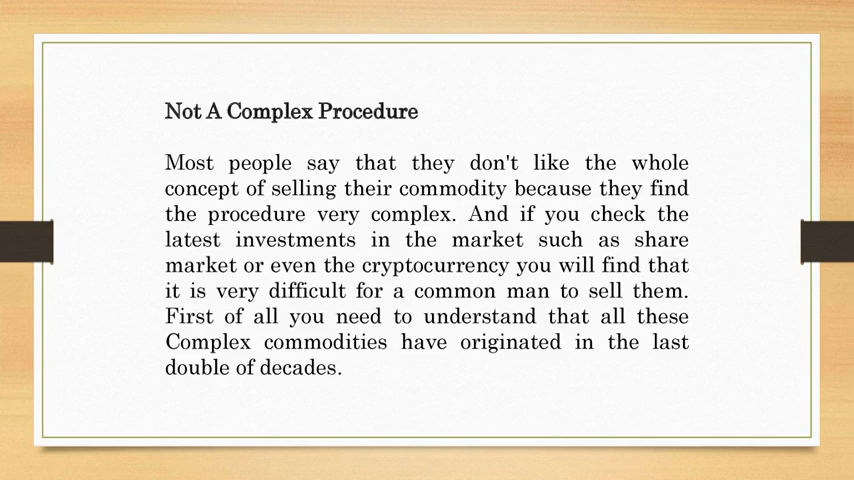 Not A Complex Procedure
Most people say that they don't like the whole
concept of selling their commodity because they find
the procedure very complex. And if you check the
latest investments in the market such as share
market or even the cryptocurrency you will find that
it is very difficult for a common man to sell them.
First of all you need to understand that all these
Complex commodities have originated in the last
double of decades.